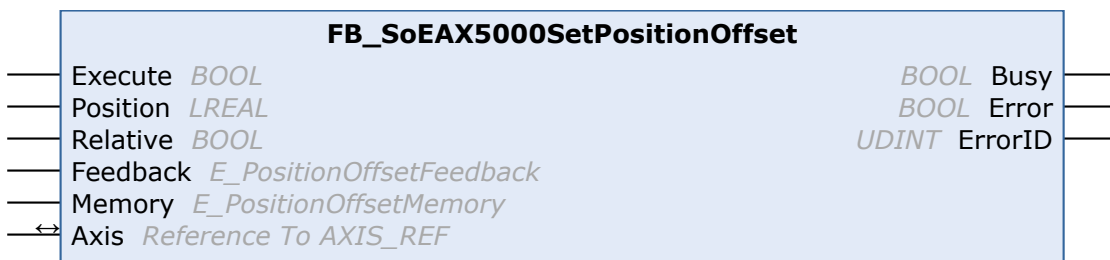 FB_SoEAX5000SetPositionOffset
Execute BOOL BOOL Busy
Position LREAL BOOL Error
Relative BOOL UDINT ErrorID
Feedback E_PositionOffsetFeedback
Memory E_PositionOffsetMemory
↔ Axis Reference To AXIS_REF